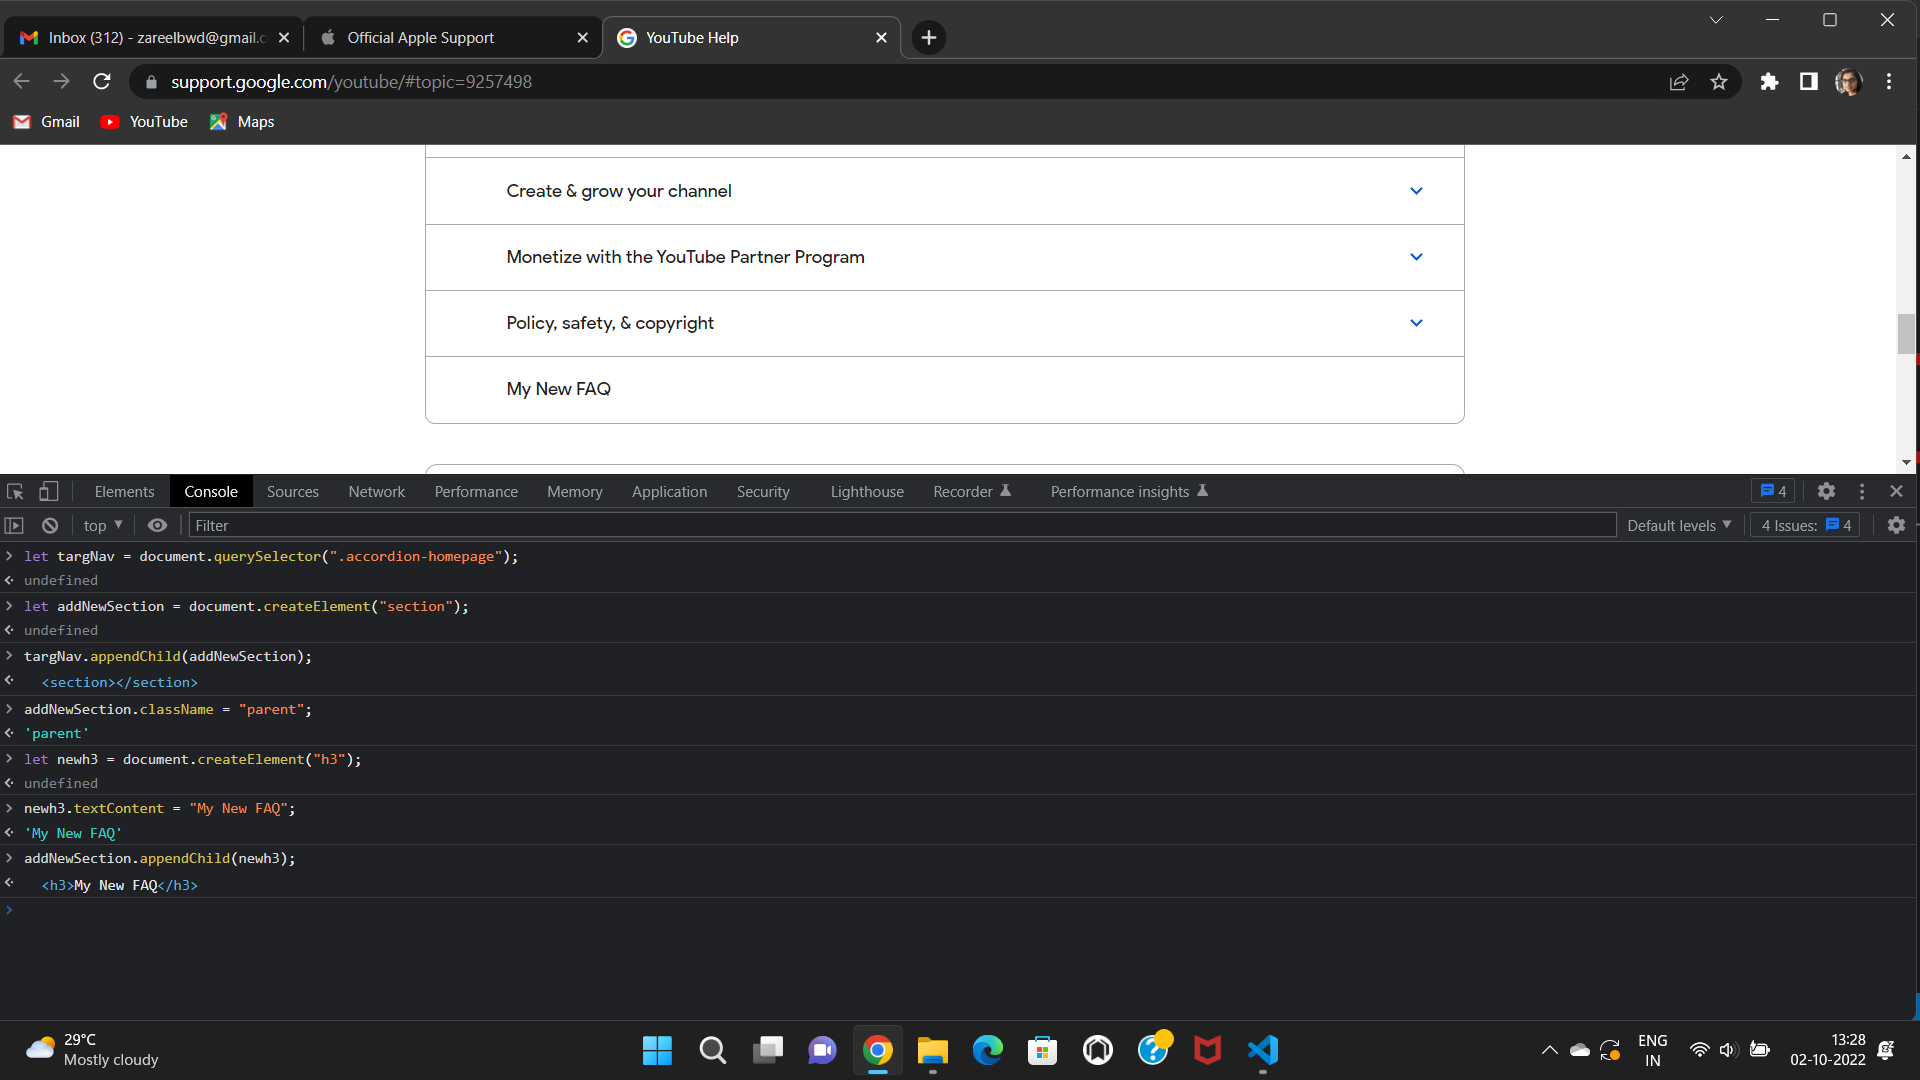 Inbox (312) - zareelbwd@gmail.c
Official Apple Support
YouTube Help
support.google.com/youtube/#topic=9257498
Gmail
YouTube
Maps
Create & grow your channel
Monetize with the YouTube Partner Program
Policy, safety, & copyright
My New FAQ
Elements
Console
Sources
Network
Performance
Memory
Application
Security
Lighthouse
Recorder
Performance insights
4
top
Filter
Default levels
4 Issues:
4
let targNav = document.querySelector(".accordion-homepage");
undefined
let addNewSection = document.createElement("section");
undefined
targNav.appendChild(addNewSection);
<section></section>
addNewSection.className = "parent";
'parent'
let newh3 = document.createElement("h3");
undefined
newh3.textContent = "My New FAQ";
'My New FAQ'
addNewSection.appendChild(newh3);
<h3>My New FAQ</h3>
29°C
Mostly cloudy
ENG
IN
13:28
02-10-2022